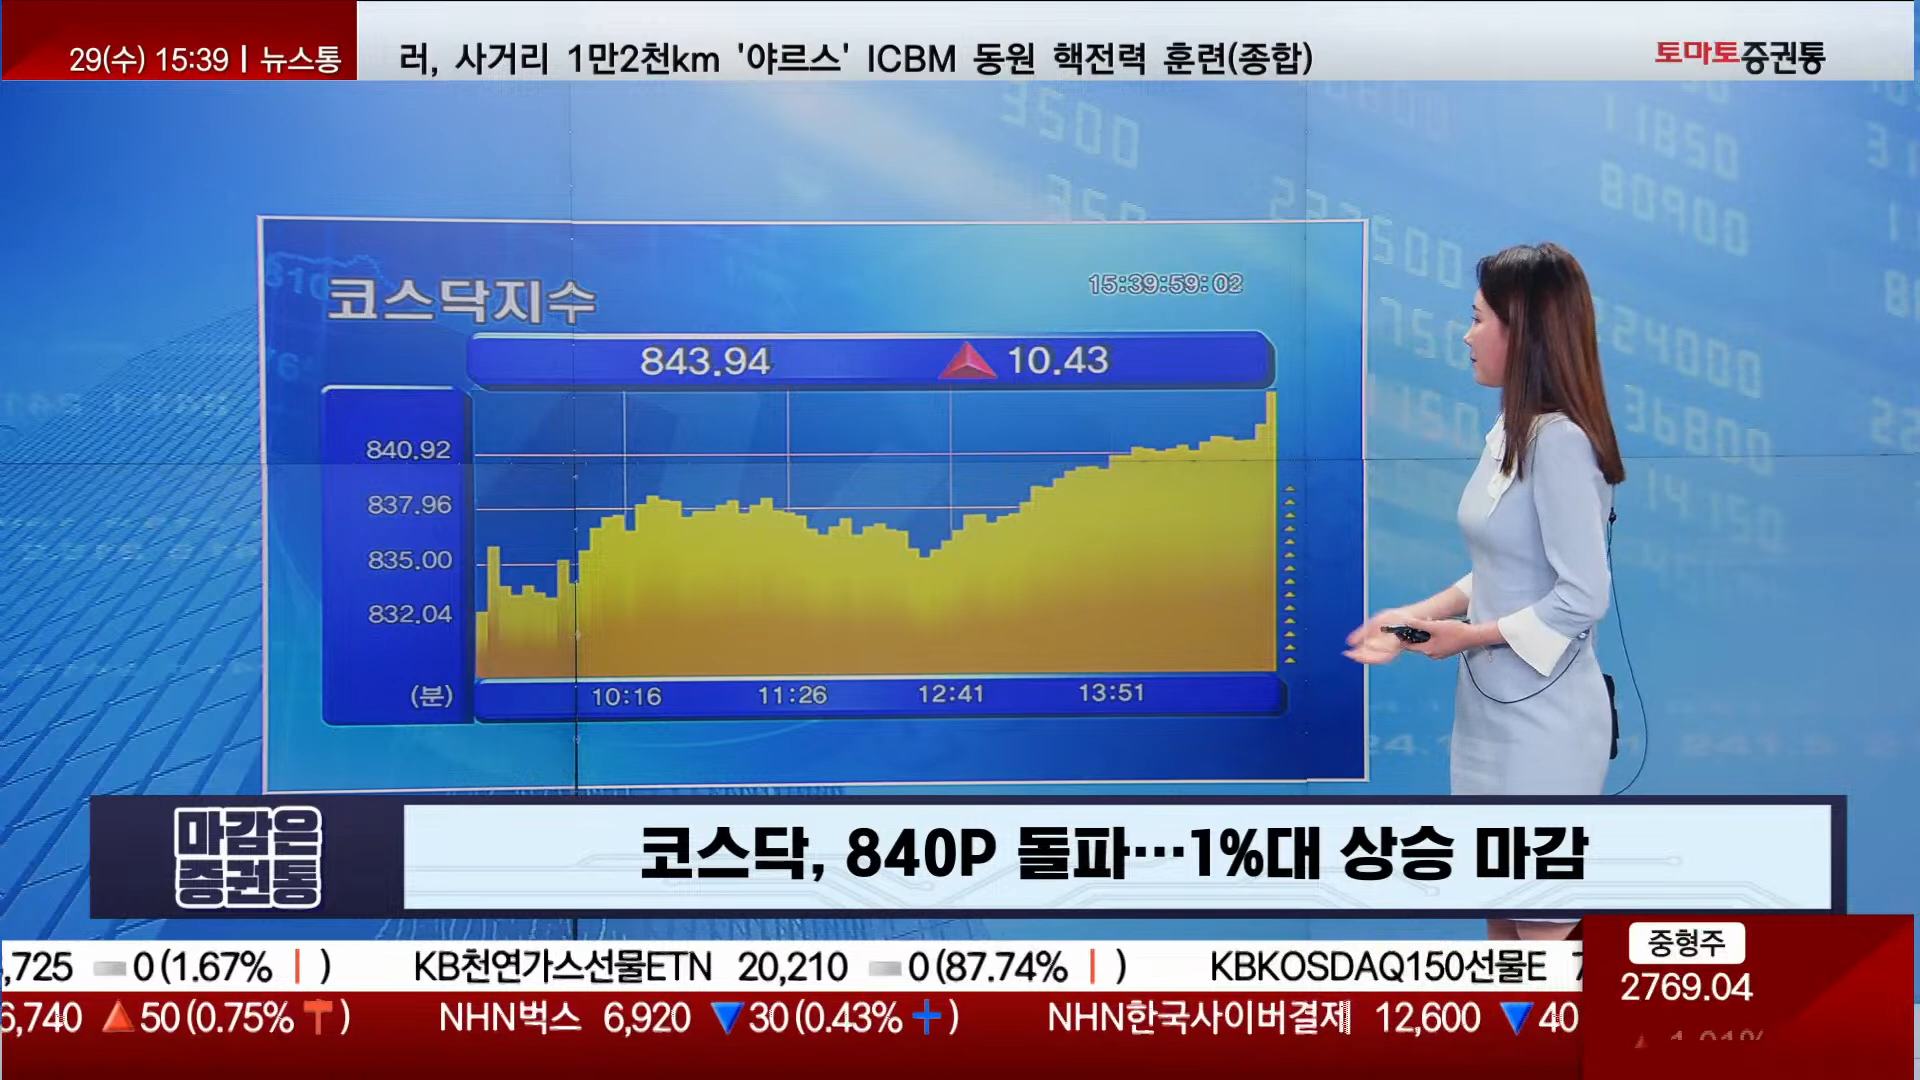 29(수) 15:39 | 뉴스통
러, 사거리 1만2천km '야르스' ICBM 동원 핵전력 훈련(종합)
토마토증권통
3500
350
11850
80900
224000
36800
14150
코스닥지수
15:39:59:02
843.94 ▲ 10.43
840.92
837.96
835.00
832.04
(분) 10:16 11:26 12:41 13:51
마감은
증권통
코스닥, 840P 돌파…1%대 상승 마감
,725 0(1.67% ) KB천연가스선물ETN 20,210 0(87.74% ) KBKOSDAQ150선물E
6,740 ▲50(0.75% ) NHN벅스 6,920 ▼30(0.43% ) NHN한국사이버결제 12,600 ▼40
중형주
2769.04